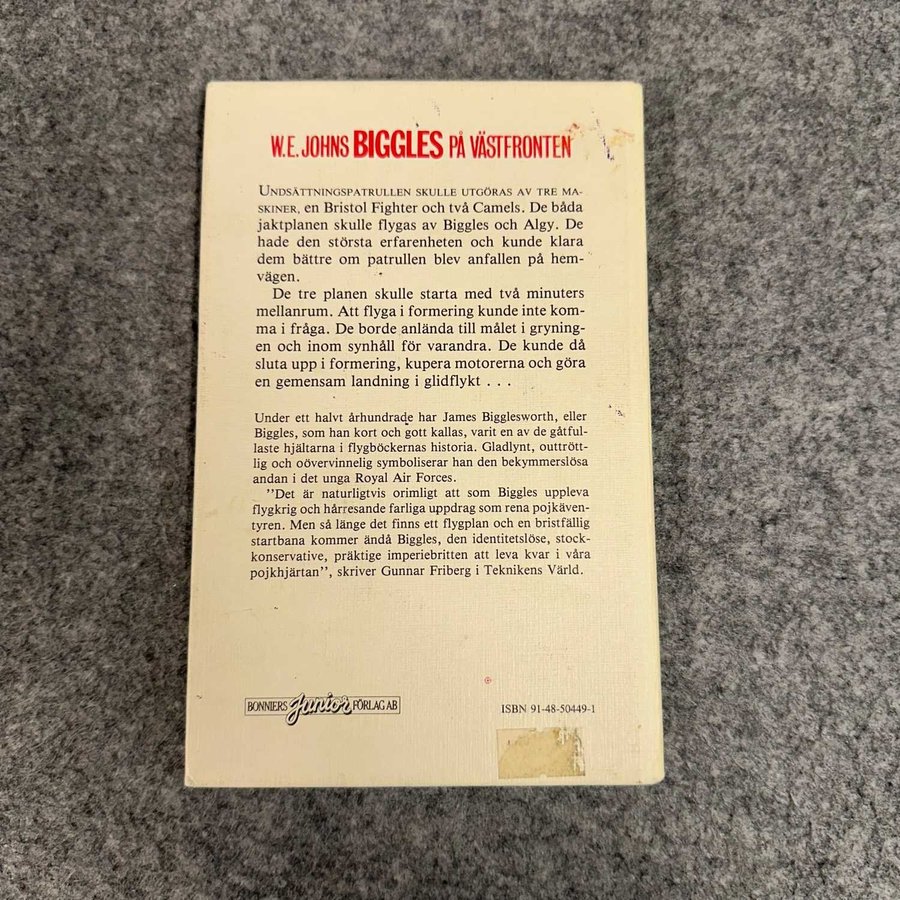 W.E. JOHNS BIGGLES PÅ VÄSTFRONTEN
UNDSÄTTNINGSPATRULLEN SKULLE UTGÖRAS AV TRE MA-
SKINER, en Bristol Fighter och två Camels. De båda
jaktplanen skulle flygas av Biggles och Algy. De
hade den största erfarenheten och kunde klara
dem bättre om patrullen blev anfallen på hem-
vägen.
De tre planen skulle starta med två minuters
mellanrum. Att flyga i formering kunde inte kom-
ma i fråga. De borde anlända till målet i gryning-
en och inom synhåll för varandra. De kunde då
sluta upp i formering, kupera motorerna och göra
en gemensam landning i glidflykt . . .
Under ett halvt århundrade har James Bigglesworth, eller
Biggles, som han kort och gott kallas, varit en av de gåtful-
laste hjältarna i flygböckernas historia. Gladlynt, outtrött-
lig och oövervinnelig symboliserar han den bekymmerslösa
andan i det unga Royal Air Forces.
"Det är naturligtvis orimligt att som Biggles uppleva
flygkrig och hårresande farliga uppdrag som rena pojkäven-
tyren. Men så länge det finns ett flygplan och en bristfällig
startbana kommer ändå Biggles, den identitetslöse, stock-
konservative, präktige imperiebritten att leva kvar i våra
pojkhjärtan", skriver Gunnar Friberg i Teknikens Värld.
BONNIERS Junior FÖRLAG AB
ISBN 91-48-50449-1